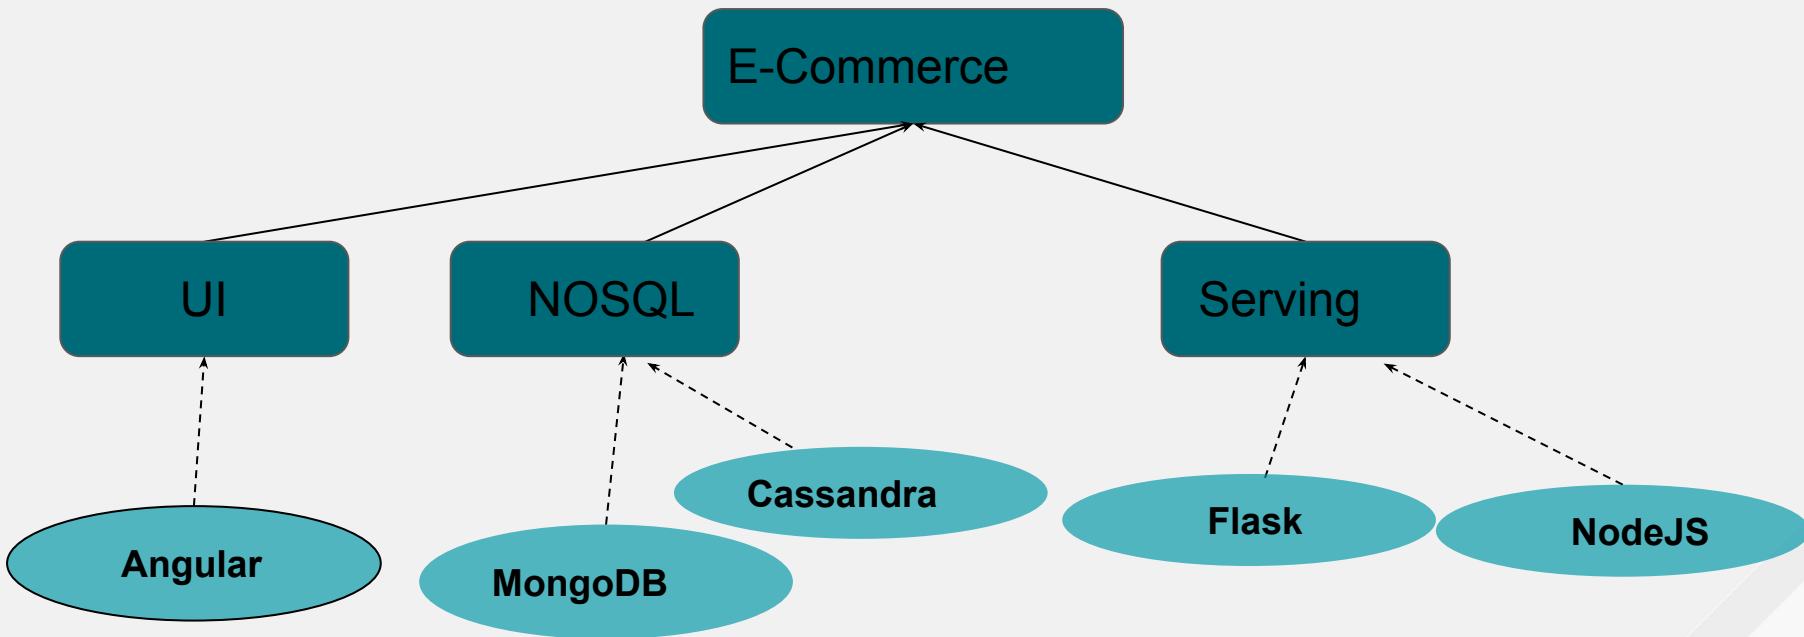 E-Commerce
UI
NOSQL
Serving
Cassandra
Flask
NodeJS
Angular
MongoDB